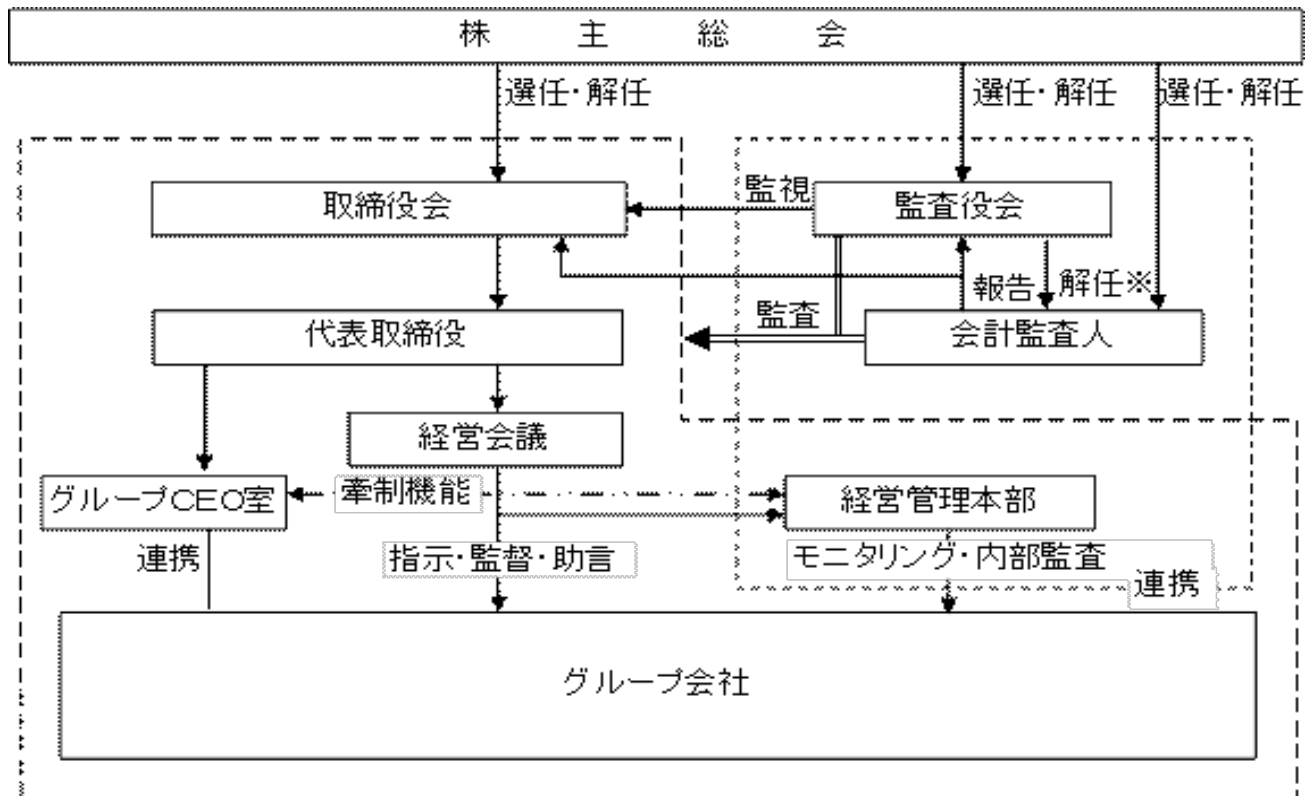 株主総会
選任・解任
選任・解任
選任・解任
取締役会
監視
監査役会
報告
解任※
代表取締役
監査
会計監査人
経営会議
グループCEO室
牽制機能
経営管理本部
連携
指示・監督・助言
モニタリング・内部監査
連携
グループ会社